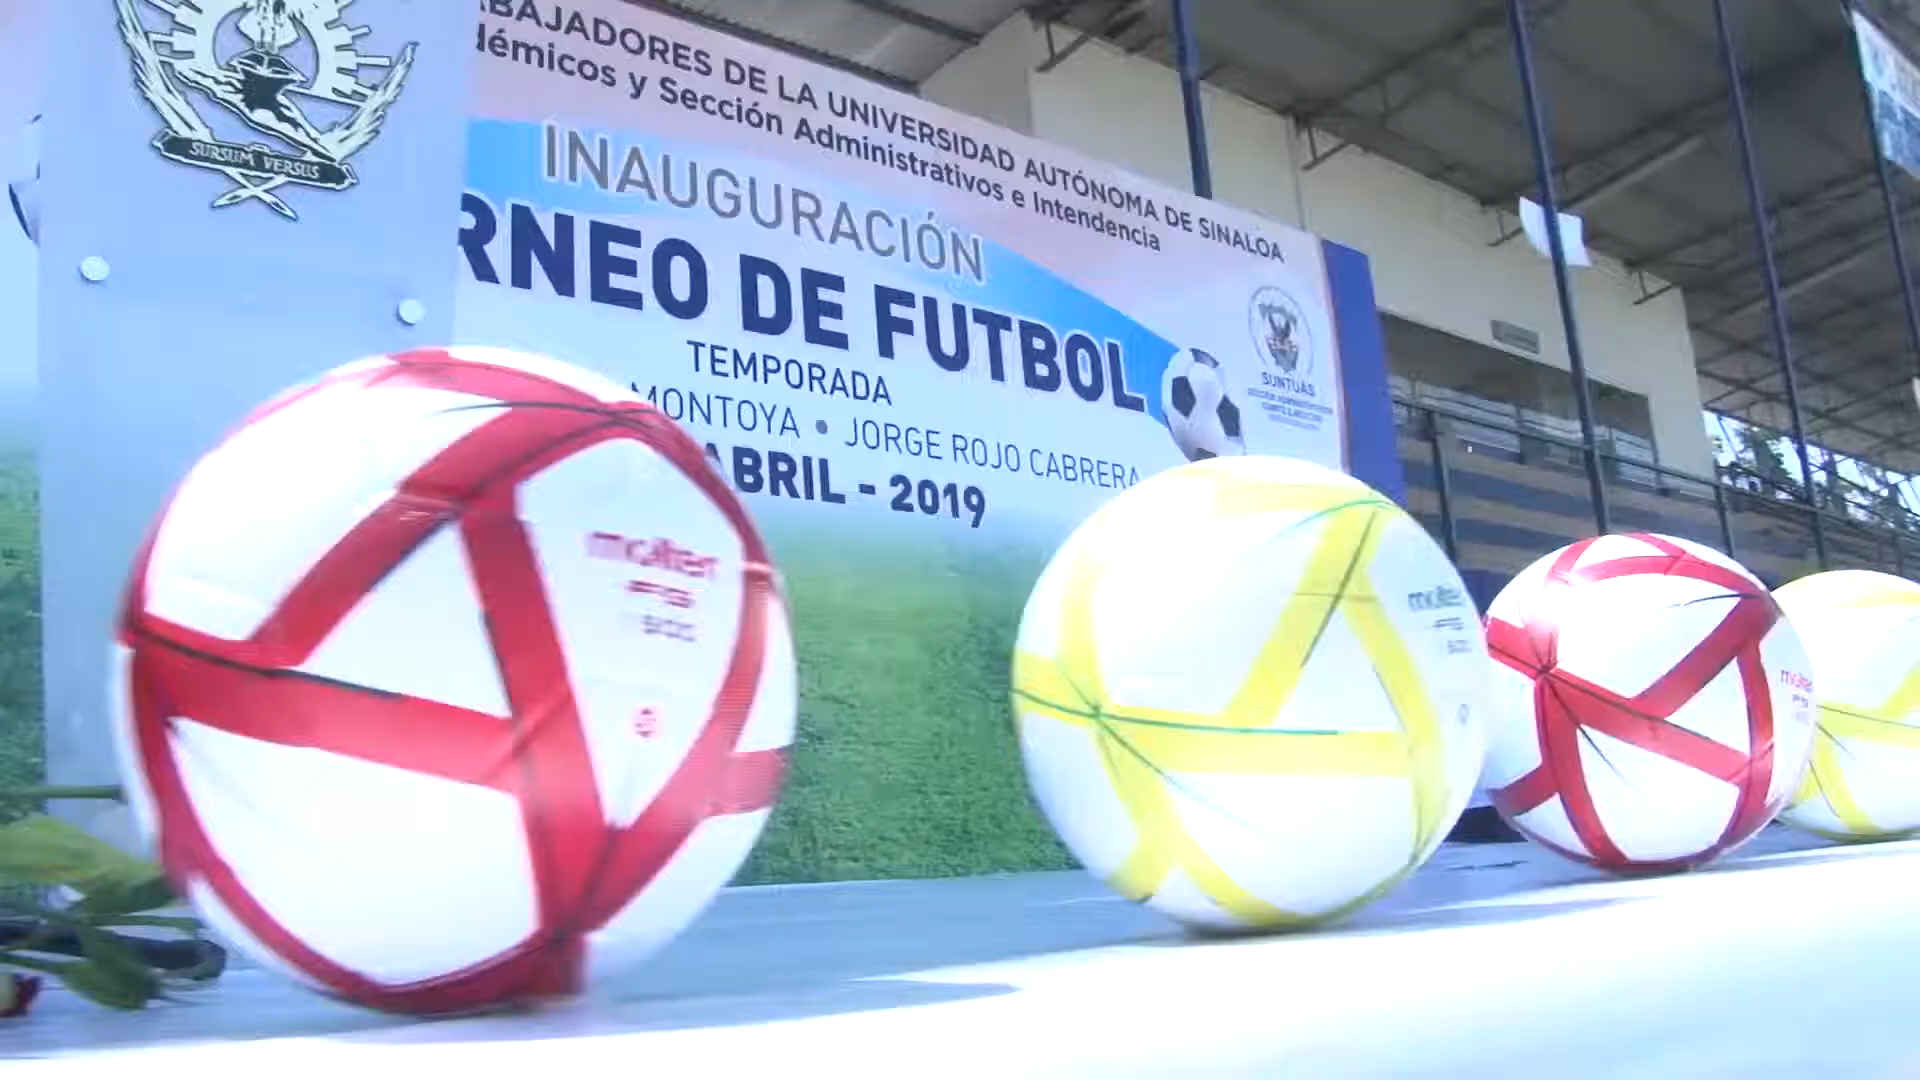 SURSUM VERSUS
BAJADORES DE LA UNIVERSIDAD AUTÓNOMA DE SINALOA
démicos y Sección Administrativos e Intendencia
INAUGURACIÓN
RNEO DE FUTBOL
TEMPORADA
MONTOYA • JORGE ROJO CABRERA
ABRIL - 2019
SUNTUAS
molten
molten
molten